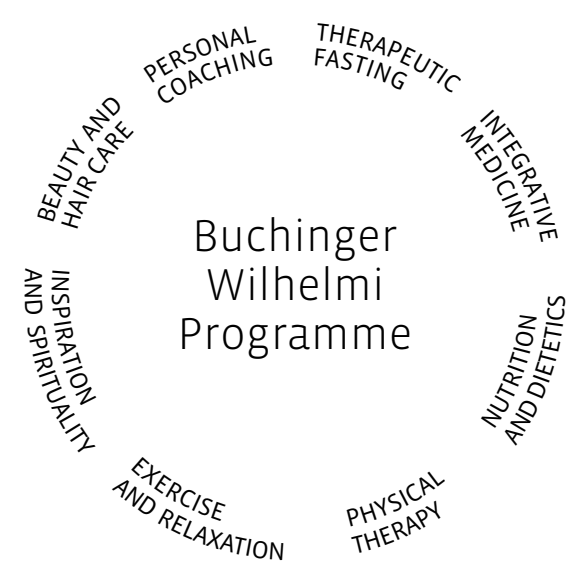 THERAPEUTIC
FASTING
INTEGRATIVE
MEDICINE
NUTRITION
AND DIETETICS
PHYSICAL
THERAPY
EXERCISE
AND RELAXATION
INSPIRATION
AND SPIRITUALITY
BEAUTY AND
HAIR CARE
PERSONAL
COACHING
Buchinger
Wilhelmi
Programme